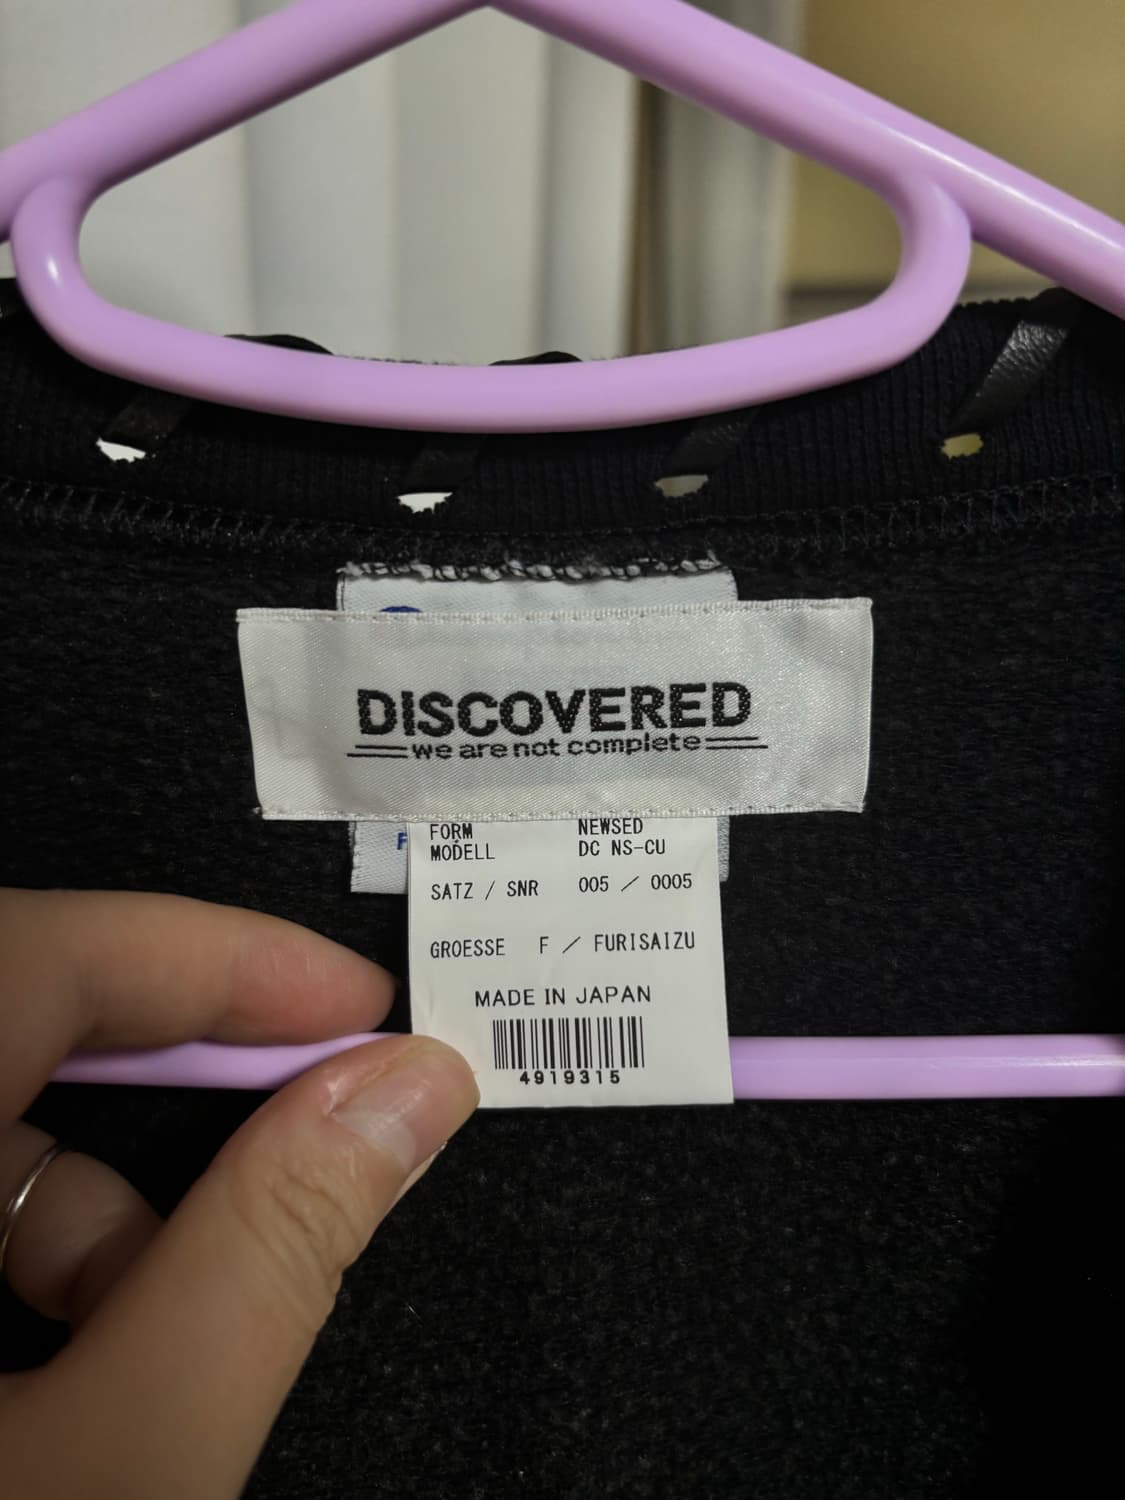 DISCOVERED
we are not complete
F
FORM NEWSED
MODELL DC NS-CU
SATZ / SNR 005 / 0005
GROESSE F / FURISAIZU
MADE IN JAPAN
4919315